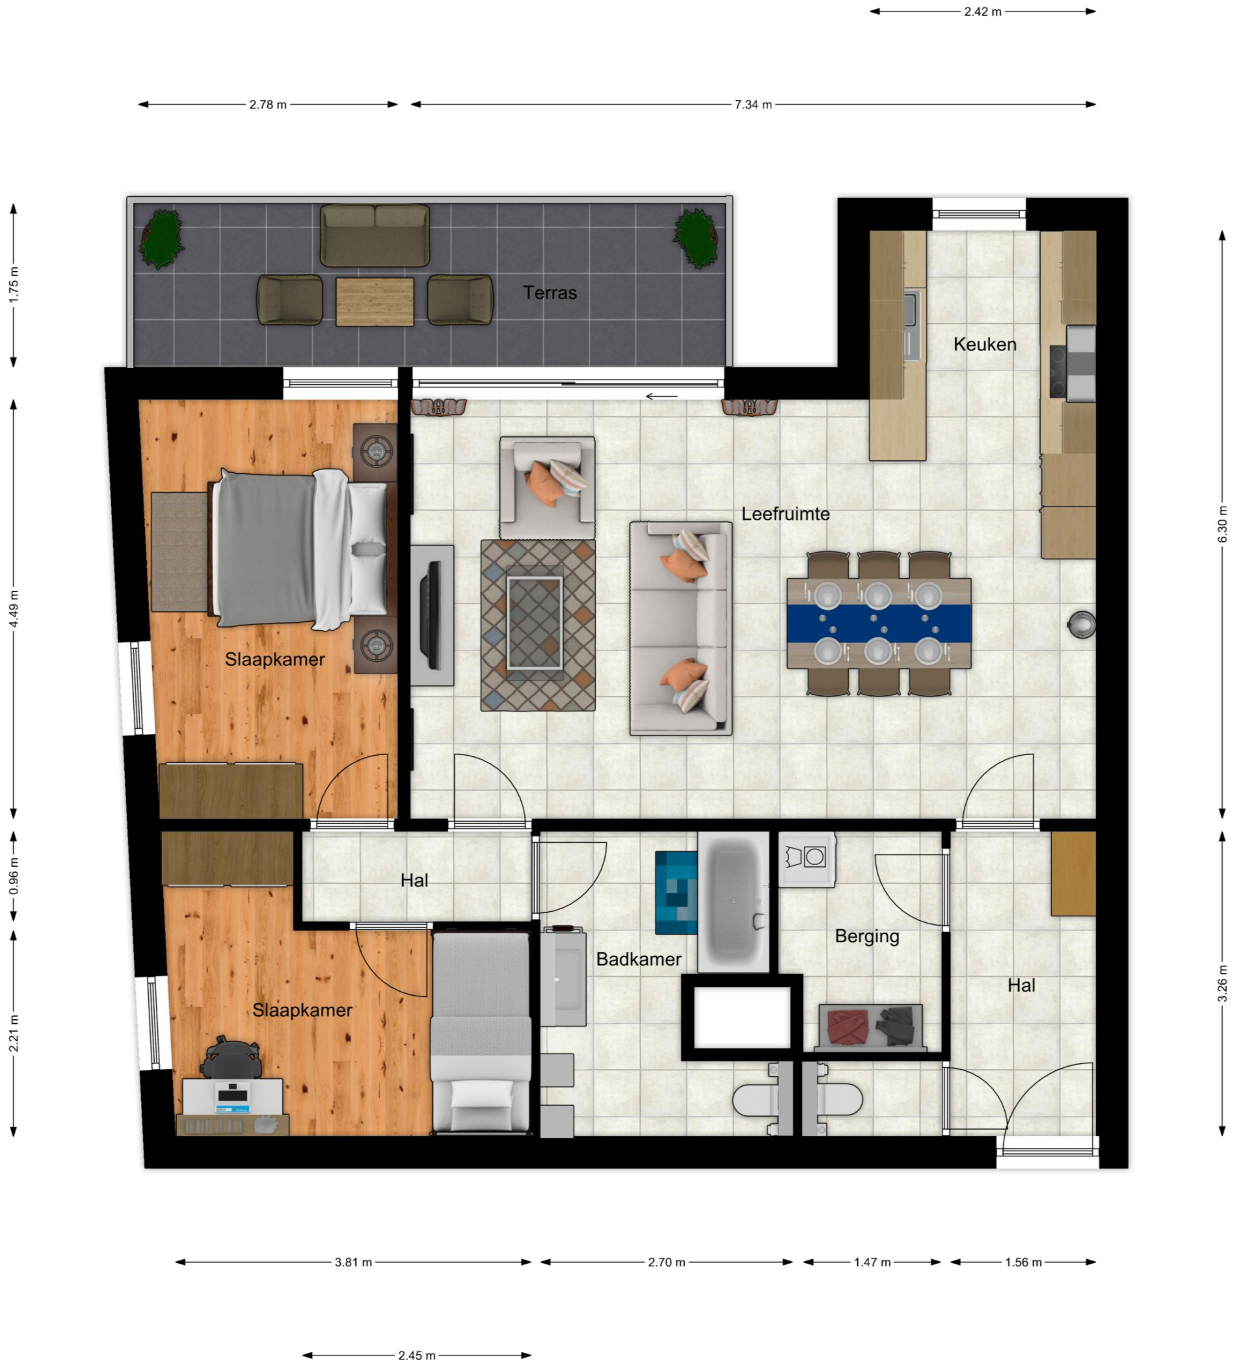 2.42 m
2.78 m
7.34 m
1.75 m
Terras
Keuken
4.49 m
Leefruimte
6.30 m
Slaapkamer
0.96 m
Hal
Berging
Badkamer
Hal
3.26 m
2.21 m
Slaapkamer
3.81 m
2.70 m
1.47 m
1.56 m
2.45 m